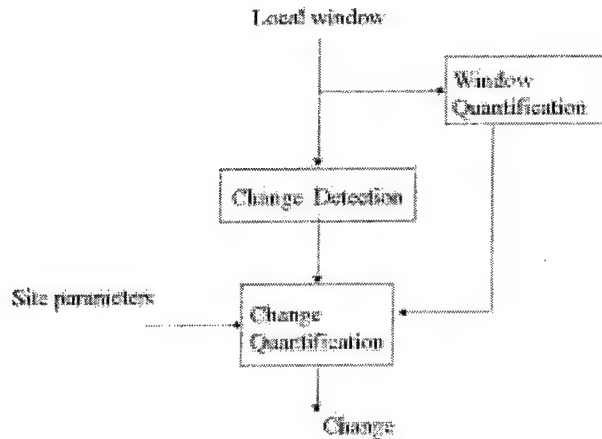 Local window
Window
Quantification
Change Detection
Site parameters
Change
Quantification
Change